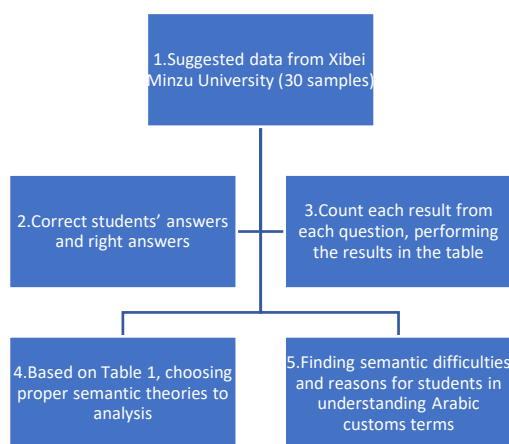 1.Suggested data from Xibei
Minzu University (30 samples)
2.Correct students’ answers
and right answers
3.Count each result from
each question, performing
the results in the table
4.Based on Table 1, choosing
proper semantic theories to
analysis
5.Finding semantic difficulties
and reasons for students in
understanding Arabic
customs terms